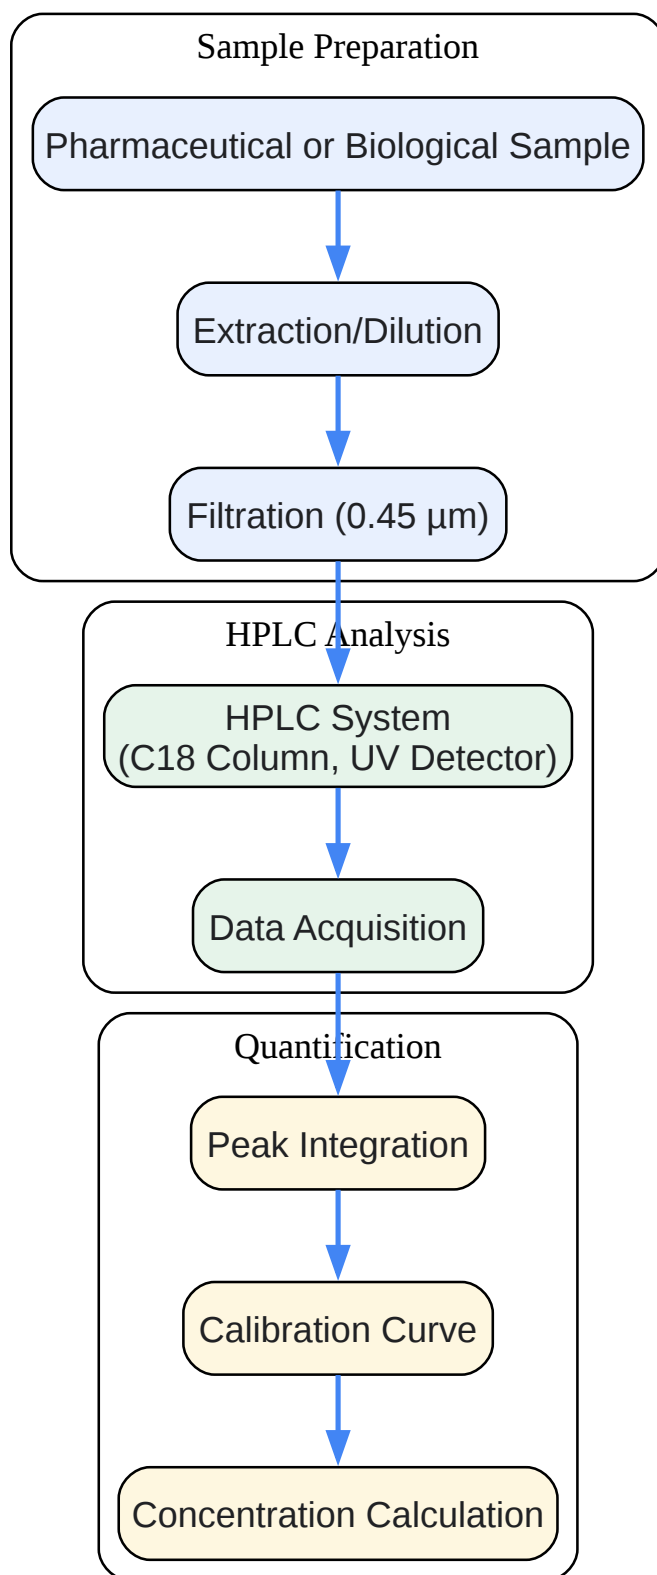 Sample Preparation
Pharmaceutical or Biological Sample
Extraction/Dilution
Filtration (0.45 µm)
HPLC Analysis
HPLC System
(C18 Column, UV Detector)
Data Acquisition
Quantification
Peak Integration
Calibration Curve
Concentration Calculation